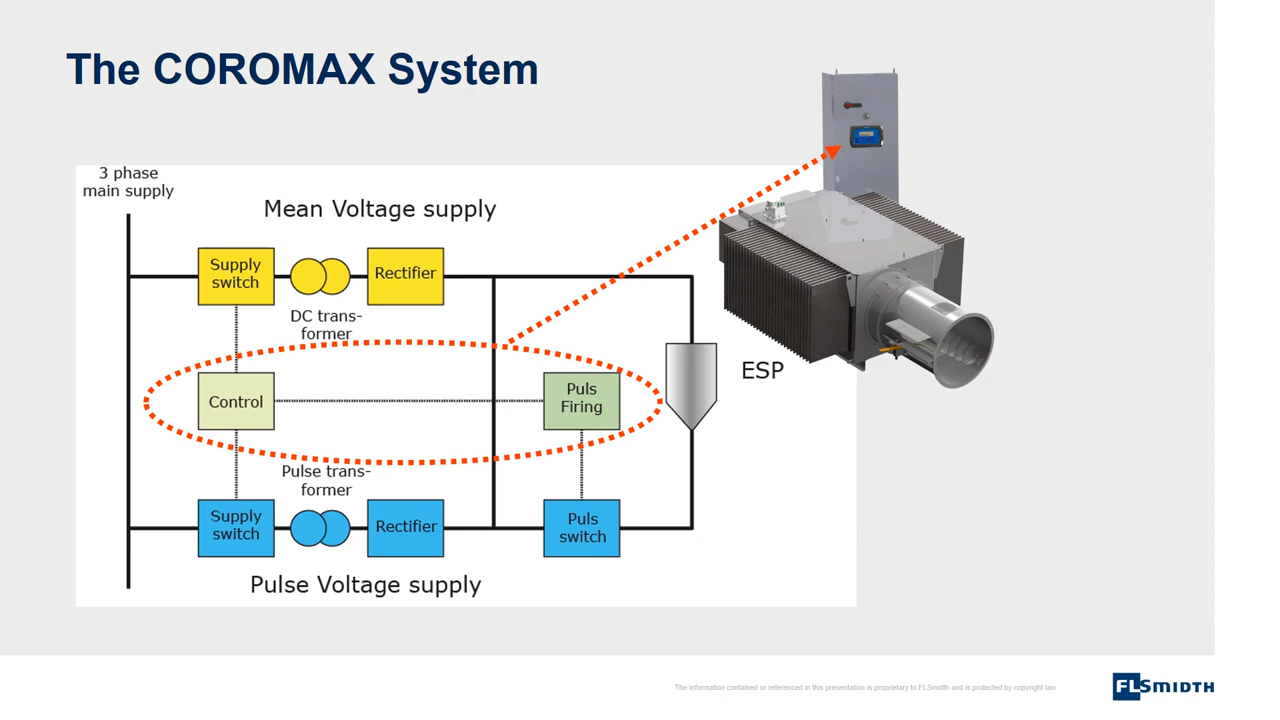 The COROMAX System
3 phase
main supply
Mean Voltage supply
Supply
switch
Rectifier
DC trans-
former
Control
Puls
Firing
ESP
Pulse trans-
former
Supply
switch
Rectifier
Puls
switch
Pulse Voltage supply
The information contained or referenced in this presentation is proprietary to FLSmidth and is protected by copyright law
FLSMIDTH